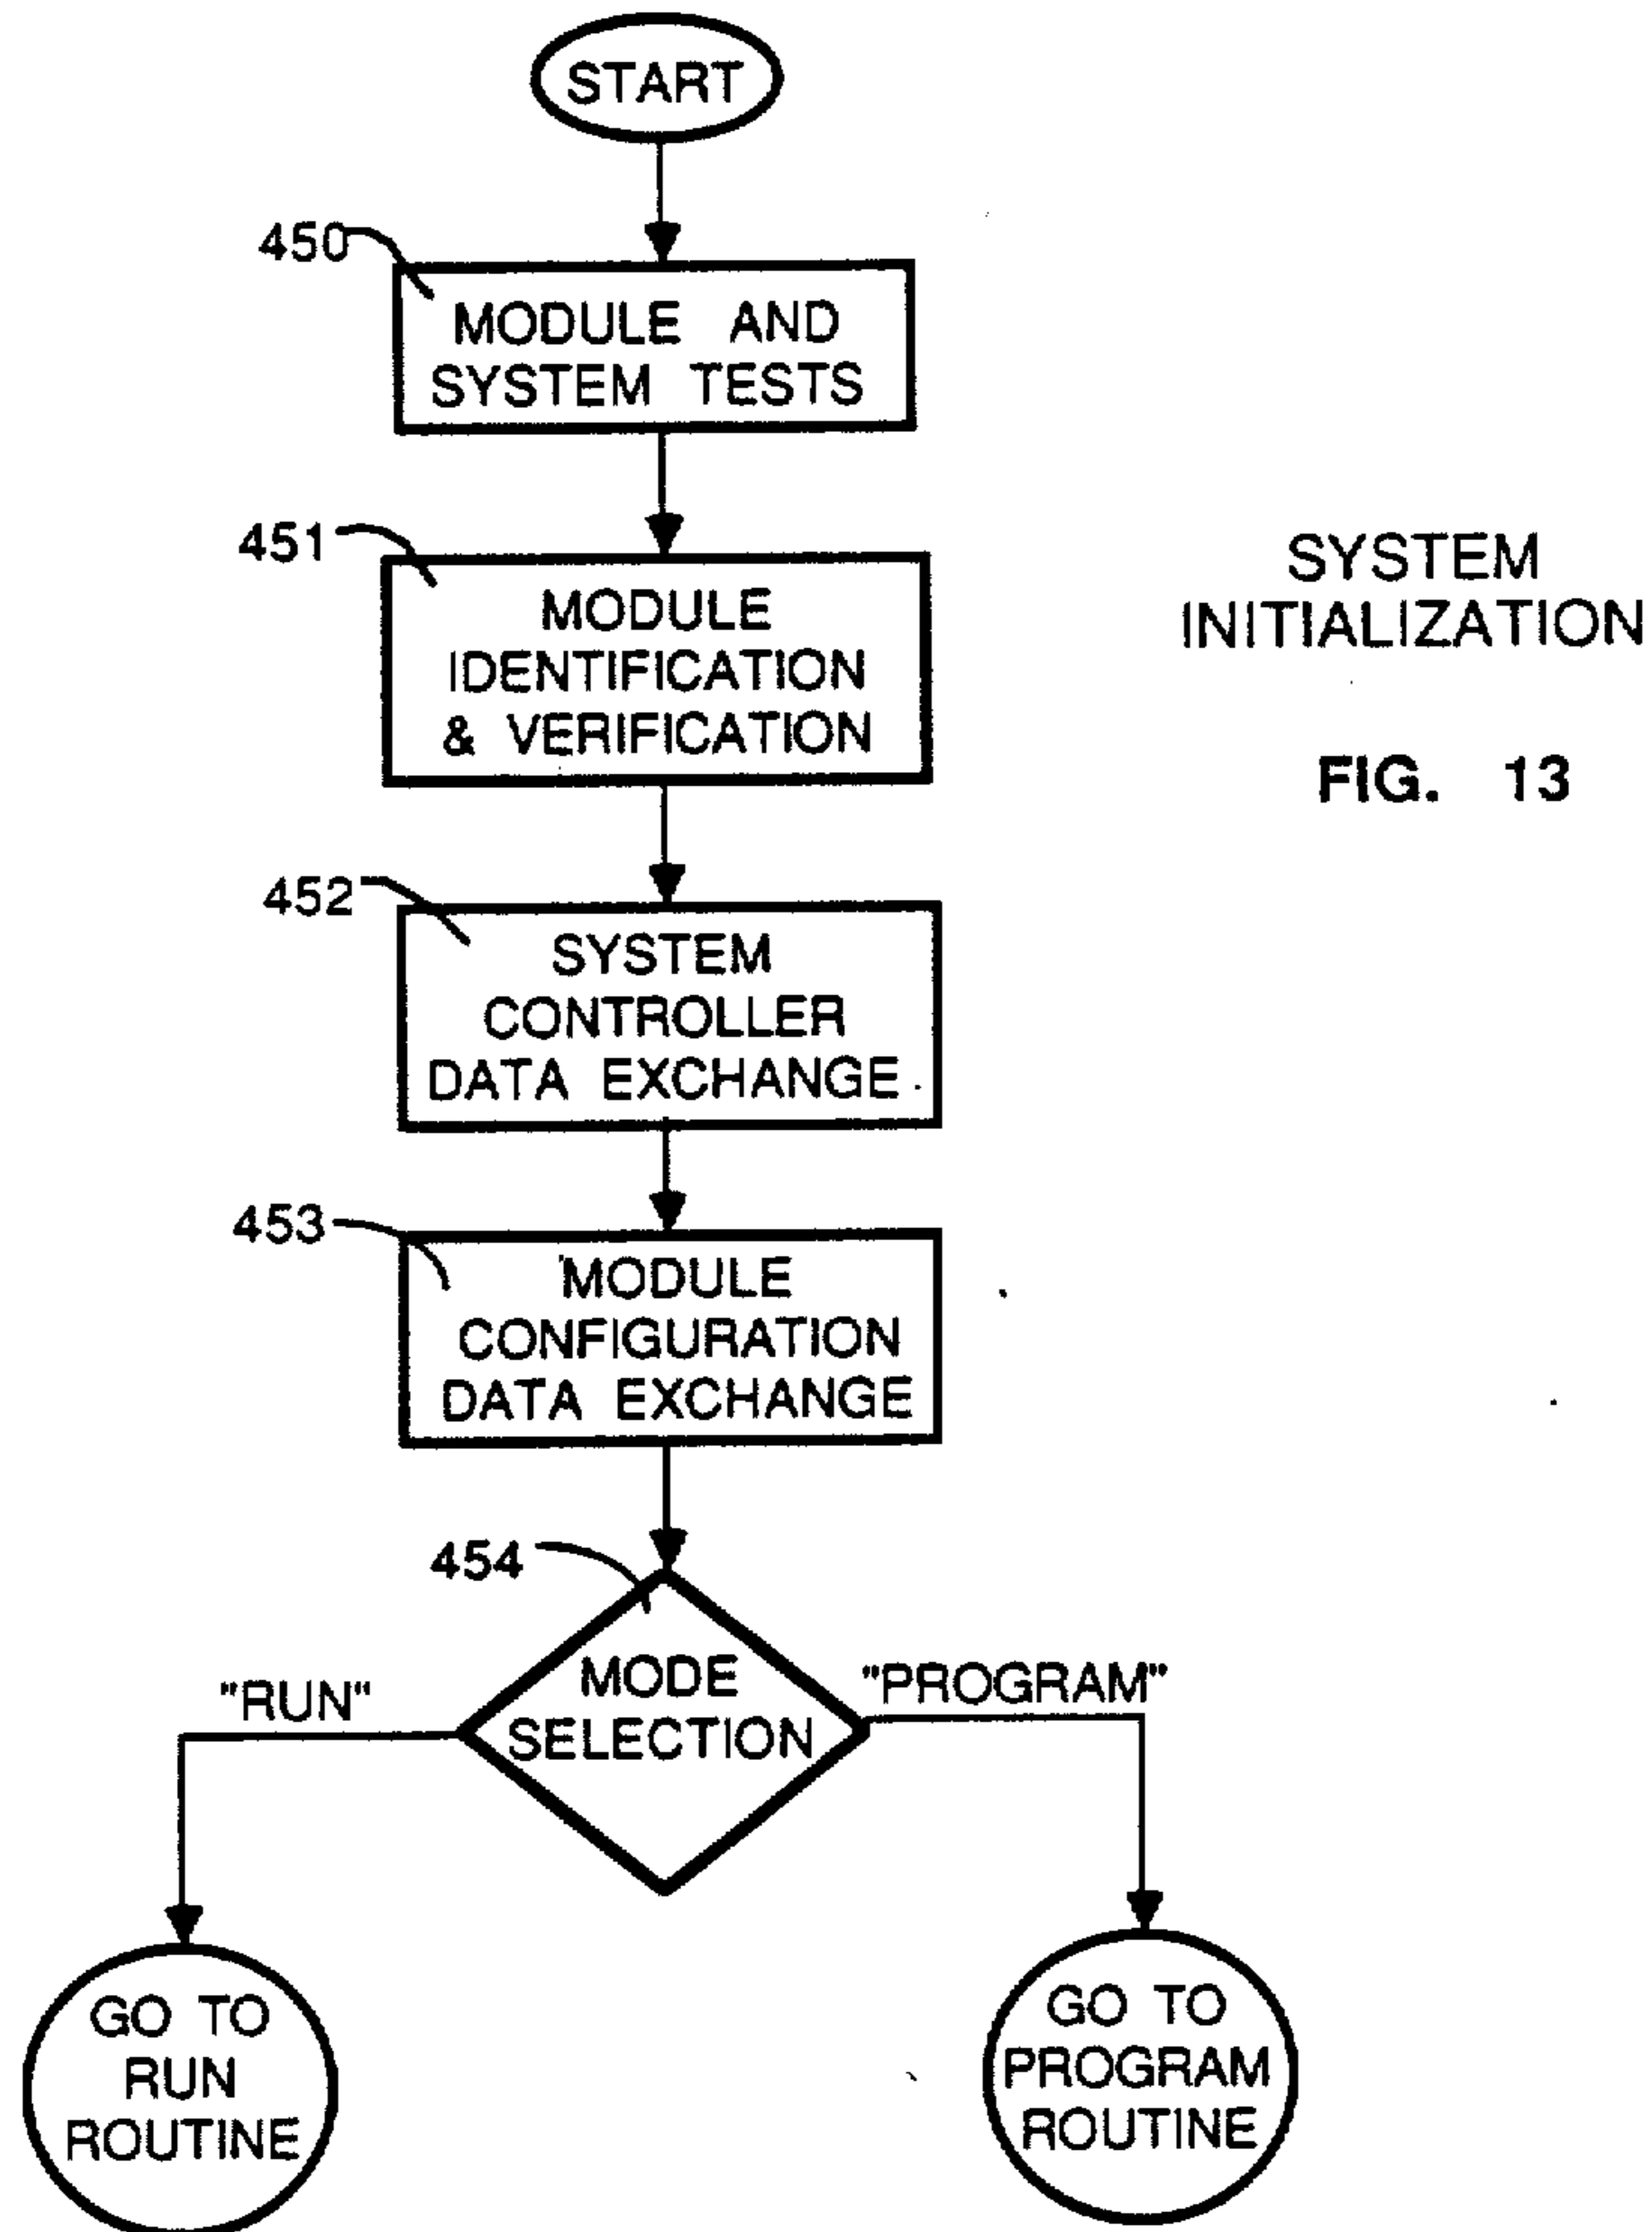 START
450
MODULE AND
SYSTEM TESTS
451
MODULE
IDENTIFICATION
& VERIFICATION
SYSTEM
INITIALIZATION
FIG. 13
452
SYSTEM
CONTROLLER
DATA EXCHANGE
453
MODULE
CONFIGURATION
DATA EXCHANGE
454
MODE
SELECTION
"RUN"
"PROGRAM"
GO TO
RUN
ROUTINE
GO TO
PROGRAM
ROUTINE